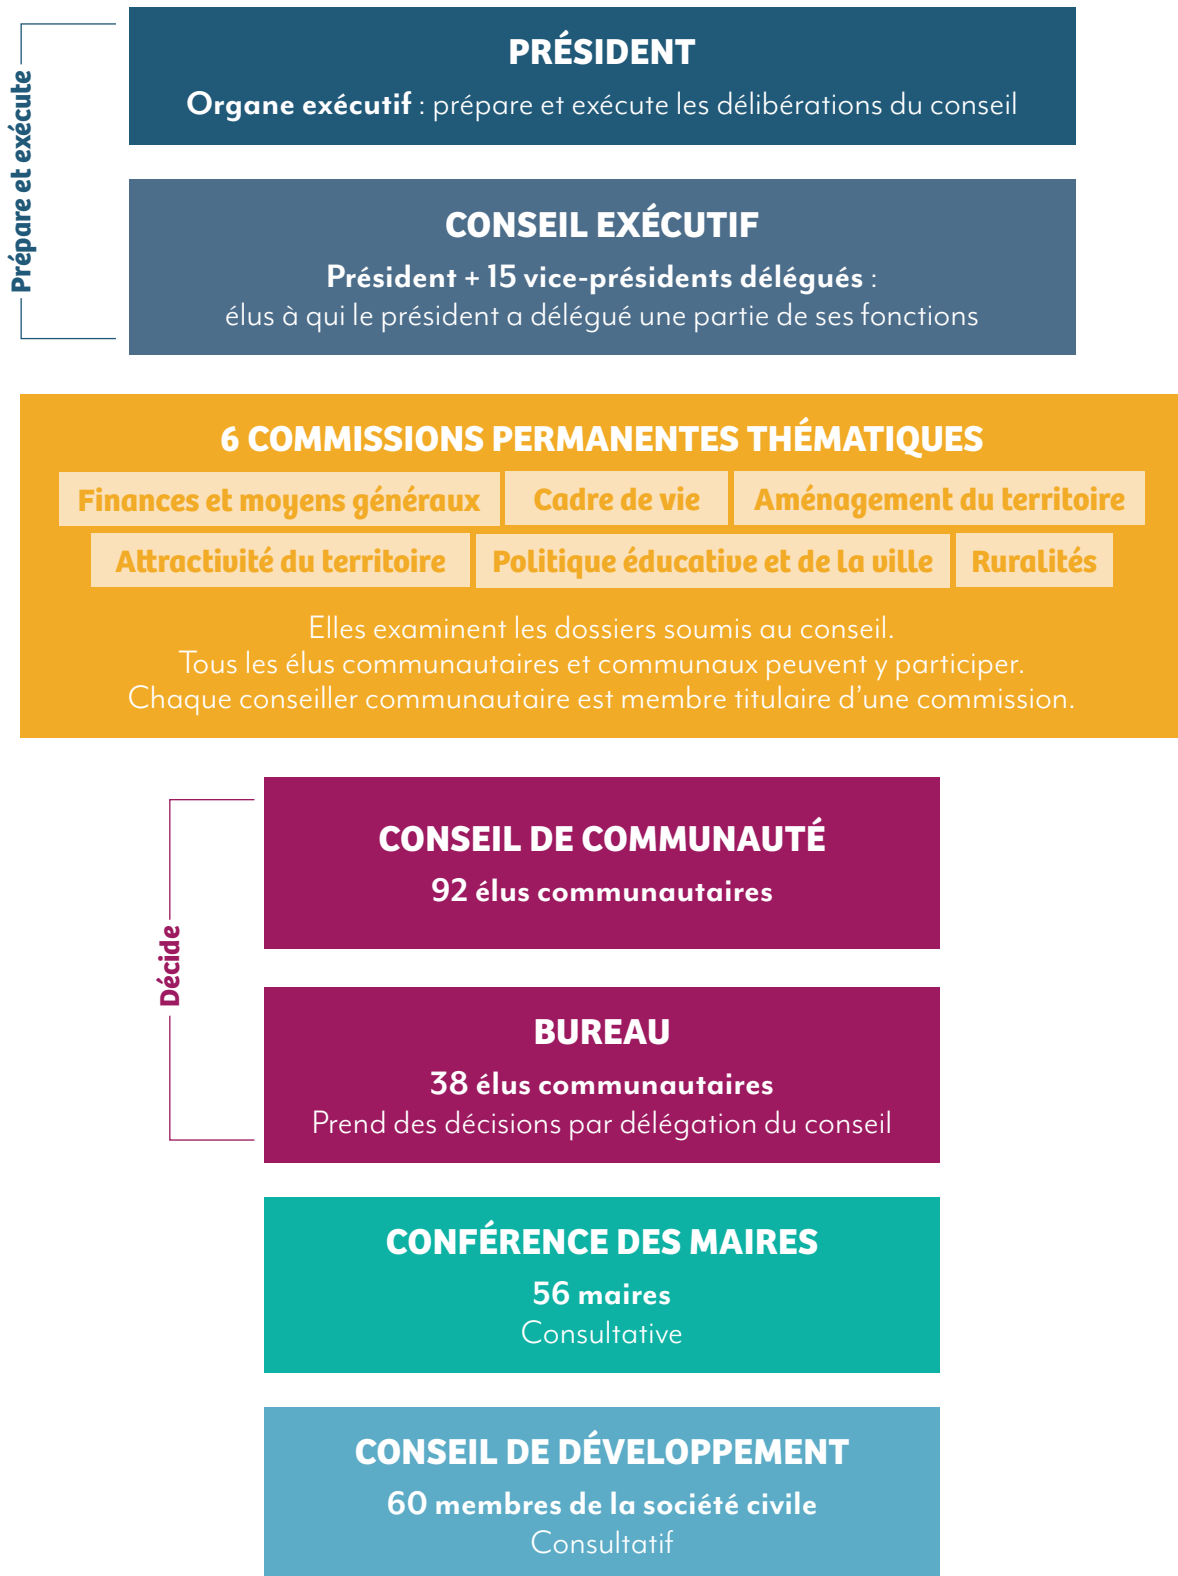 Prépare et exécute
PRÉSIDENT
Organe exécutif : prépare et exécute les délibérations du conseil
CONSEIL EXÉCUTIF
Président + 15 vice-présidents délégués :
élus à qui le président a délégué une partie de ses fonctions
6 COMMISSIONS PERMANENTES THÉMATIQUES
Finances et moyens généraux
Cadre de vie
Aménagement du territoire
Attractivité du territoire
Politique éducative et de la ville
Ruralités
Elles examinent les dossiers soumis au conseil.
Tous les élus communautaires et communaux peuvent y participer.
Chaque conseiller communautaire est membre titulaire d’une commission.
Décide
CONSEIL DE COMMUNAUTÉ
92 élus communautaires
BUREAU
38 élus communautaires
Prend des décisions par délégation du conseil
CONFÉRENCE DES MAIRES
56 maires
Consultative
CONSEIL DE DÉVELOPPEMENT
60 membres de la société civile
Consultatif